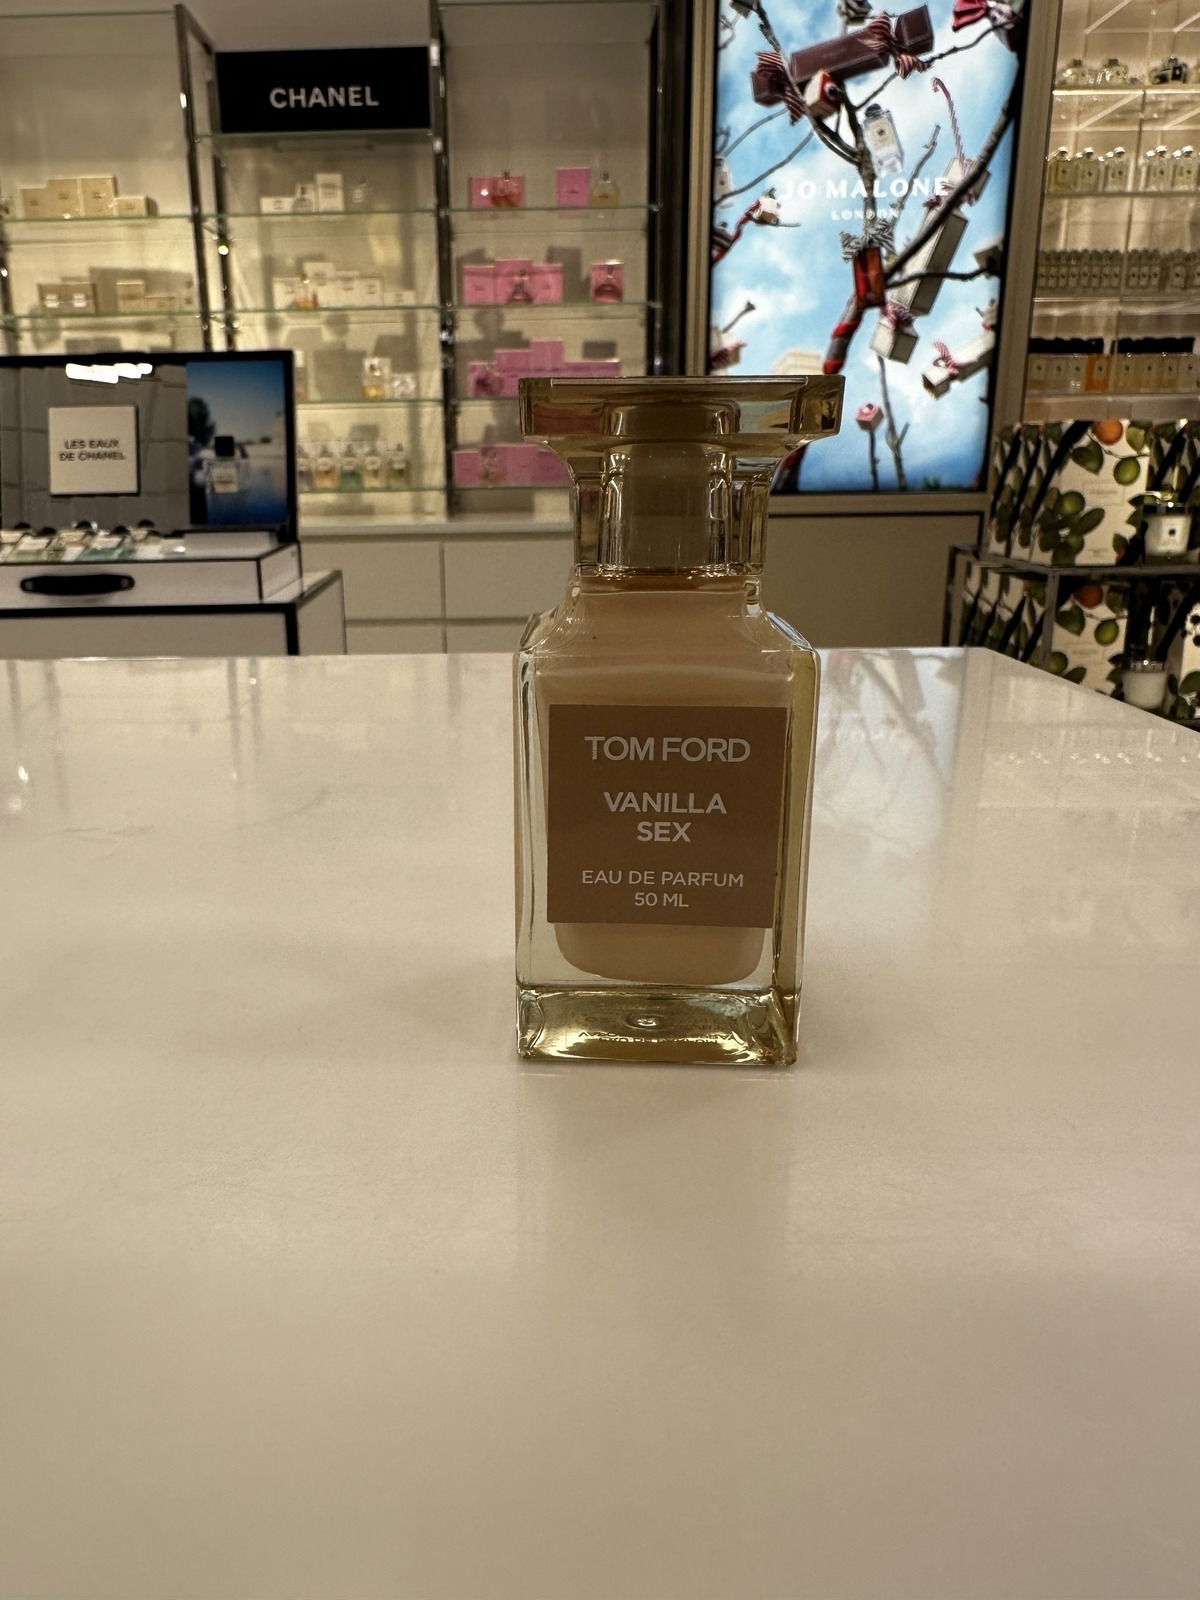 CHANEL
JO MALONE
LONDON
LES EAUX
DE CHANEL
TOM FORD
VANILLA
SEX
EAU DE PARFUM
50 ML